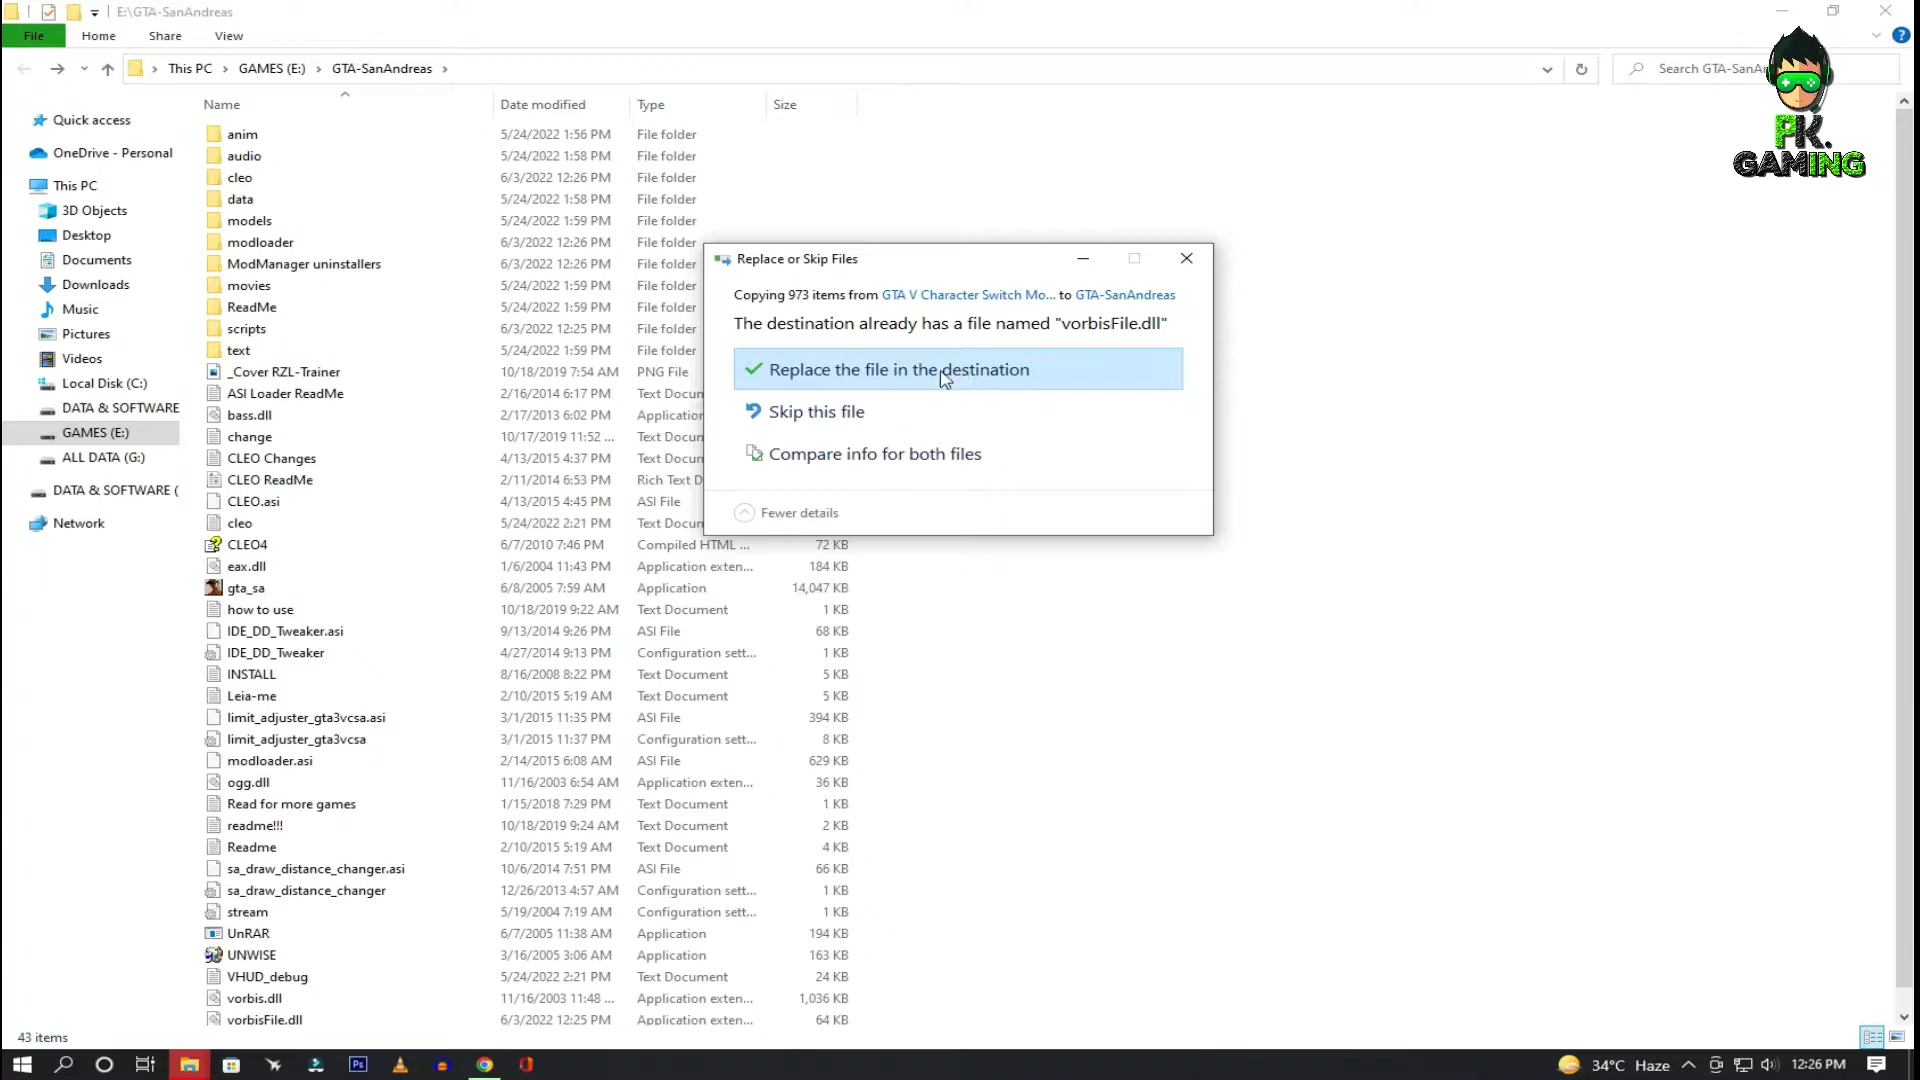 E:\GTA-SanAndreas
File Home Share View
This PC GAMES (E:) GTA-SanAndreas
Search GTA-SanAn
PK.
GAMING
Name Date modified Type Size
Quick access
OneDrive - Personal
This PC
3D Objects
Desktop
Documents
Downloads
Music
Pictures
Videos
Local Disk (C:)
DATA & SOFTWARE
GAMES (E:)
ALL DATA (G:)
DATA & SOFTWARE (
Network
anim 5/24/2022 1:56 PM File folder
audio 5/24/2022 1:58 PM File folder
cleo 6/3/2022 12:26 PM File folder
data 5/24/2022 1:58 PM File folder
models 5/24/2022 1:59 PM File folder
modloader 6/3/2022 12:26 PM File folder
ModManager uninstallers 6/3/2022 12:26 PM File folder
movies 5/24/2022 1:59 PM File folder
ReadMe 5/24/2022 1:59 PM File folder
scripts 6/3/2022 12:25 PM File folder
text 5/24/2022 1:59 PM File folder
_Cover RZL-Trainer 10/18/2019 7:54 AM PNG File
ASI Loader ReadMe 2/16/2014 6:17 PM Text Docun
bass.dll 2/17/2013 6:02 PM Application
change 10/17/2019 11:52 ... Text Docun
CLEO Changes 4/13/2015 4:37 PM Text Docun
CLEO ReadMe 2/11/2014 6:53 PM Rich Text D
CLEO.asi 4/13/2015 4:45 PM ASI File
cleo 5/24/2022 2:21 PM Text Docun
CLEO4 6/7/2010 7:46 PM Compiled HTML ... 72 KB
eax.dll 1/6/2004 11:43 PM Application exten... 184 KB
gta_sa 6/8/2005 7:59 AM Application 14,047 KB
how to use 10/18/2019 9:22 AM Text Document 1 KB
IDE_DD_Tweaker.asi 9/13/2014 9:26 PM ASI File 68 KB
IDE_DD_Tweaker 4/27/2014 9:13 PM Configuration sett... 1 KB
INSTALL 8/16/2008 8:22 PM Text Document 5 KB
Leia-me 2/10/2015 5:19 AM Text Document 5 KB
limit_adjuster_gta3vcsa.asi 3/1/2015 11:35 PM ASI File 394 KB
limit_adjuster_gta3vcsa 3/1/2015 11:37 PM Configuration sett... 8 KB
modloader.asi 2/14/2015 6:08 AM ASI File 629 KB
ogg.dll 11/16/2003 6:54 AM Application exten... 36 KB
Read for more games 1/15/2018 7:29 PM Text Document 1 KB
readme!!! 10/18/2019 9:24 AM Text Document 2 KB
Readme 2/10/2015 5:19 AM Text Document 4 KB
sa_draw_distance_changer.asi 10/6/2014 7:51 PM ASI File 66 KB
sa_draw_distance_changer 12/26/2013 4:57 AM Configuration sett... 1 KB
stream 5/19/2004 7:19 AM Configuration sett... 1 KB
UnRAR 6/7/2005 11:38 AM Application 194 KB
UNWISE 3/16/2005 3:06 AM Application 163 KB
VHUD_debug 5/24/2022 2:21 PM Text Document 24 KB
vorbis.dll 11/16/2003 11:48 ... Application exten... 1,036 KB
vorbisFile.dll 6/3/2022 12:25 PM Application exten... 64 KB
Replace or Skip Files
Copying 973 items from GTA V Character Switch Mo... to GTA-SanAndreas
The destination already has a file named "vorbisFile.dll"
Replace the file in the destination
Skip this file
Compare info for both files
Fewer details
43 items
Ps
34°C Haze 12:26 PM